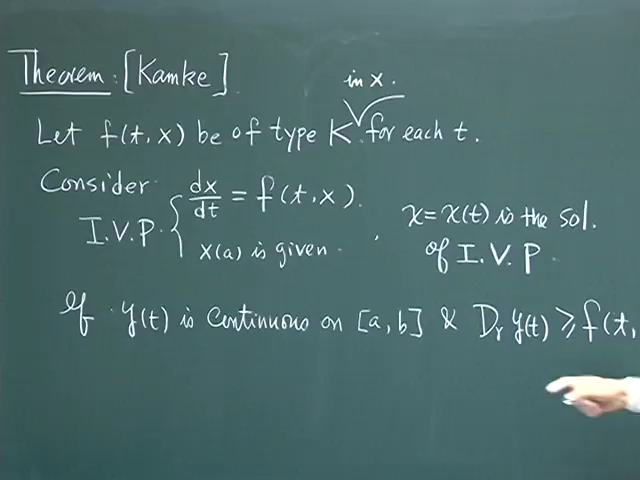 Theorem: [Kamke].
Let f(t,x) be of type K in x. for each t.
Consider
I.V.P. { dx/dt = f(t,x).
x(a) is given. , x = x(t) is the sol.
of I.V.P.
If y(t) is continuous on [a,b] & Dr y(t) ≥ f(t,